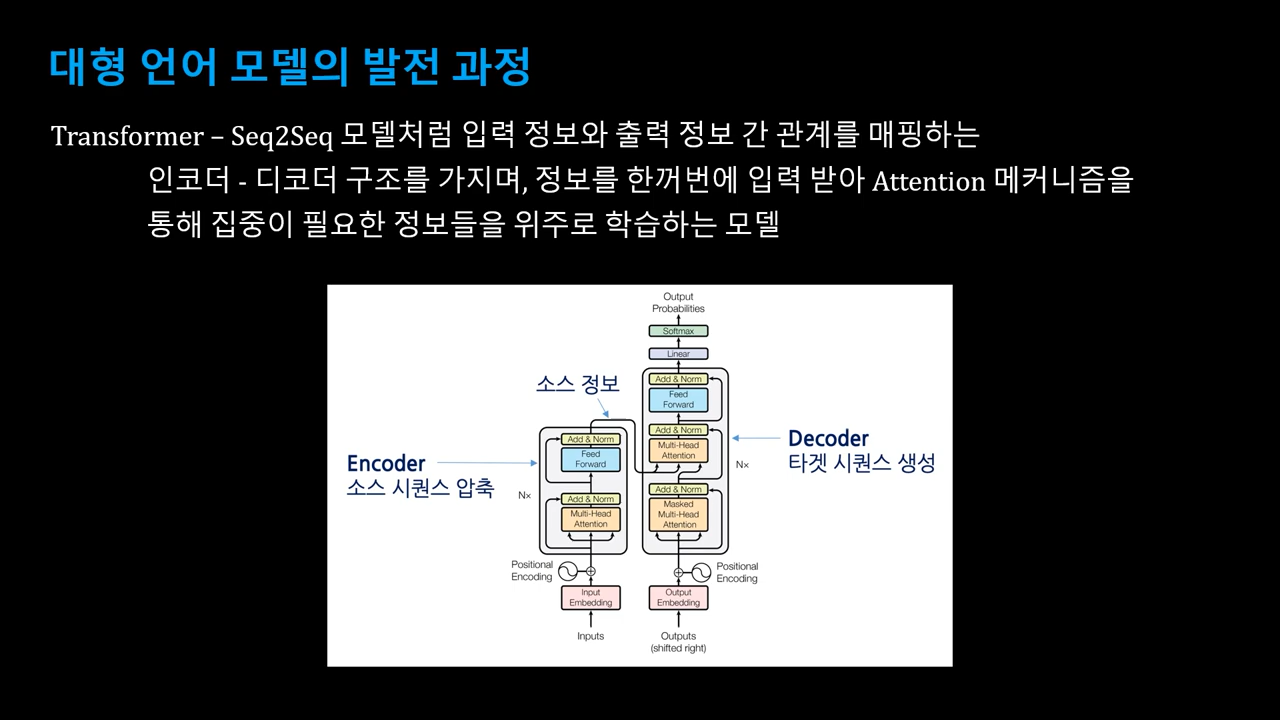 대형 언어 모델의 발전 과정
Transformer – Seq2Seq 모델처럼 입력 정보와 출력 정보 간 관계를 매핑하는
인코더 - 디코더 구조를 가지며, 정보를 한꺼번에 입력 받아 Attention 메커니즘을
통해 집중이 필요한 정보들을 위주로 학습하는 모델
Output
Probabilities
Softmax
Linear
Add & Norm
Feed
Forward
Add & Norm
Multi-Head
Attention
Add & Norm
Masked
Multi-Head
Attention
N×
Decoder
타겟 시퀀스 생성
소스 정보
Add & Norm
Feed
Forward
Add & Norm
Multi-Head
Attention
N×
Encoder
소스 시퀀스 압축
Positional
Encoding
Positional
Encoding
Input
Embedding
Output
Embedding
Inputs
Outputs
(shifted right)